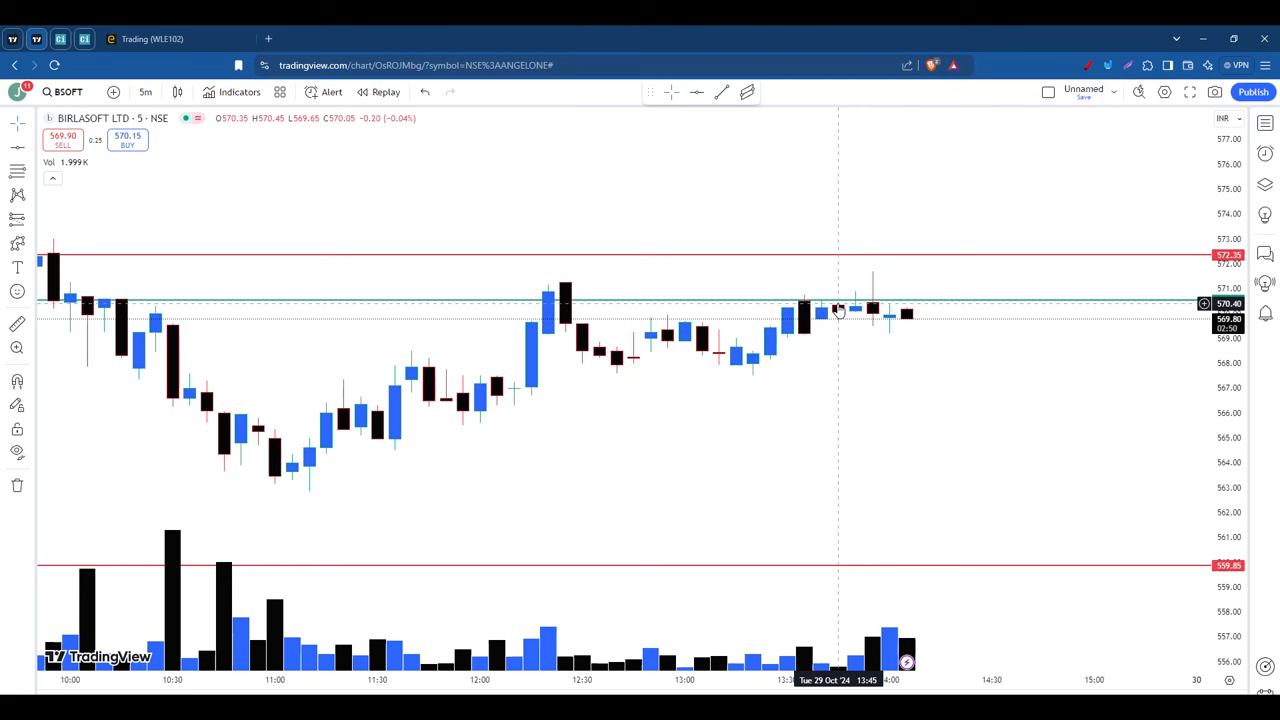 Trading (WLE102)
tradingview.com/chart/OsROJMbg/?symbol=NSE%3AANGELONE#
VPN
J 11 BSOFT 5m Indicators Alert Replay Unnamed Save Publish
BIRLASOFT LTD · 5 · NSE O570.35 H570.45 L569.65 C570.05 -0.20 (-0.04%) INR
569.90 SELL 0.25 570.15 BUY
Vol 1.999 K
577.00
576.00
575.00
574.00
573.00
572.35
572.00
571.00
570.40
569.80
02:50
569.00
568.00
567.00
566.00
565.00
564.00
563.00
562.00
561.00
559.85
559.00
558.00
557.00
556.00
TradingView
10:00 10:30 11:00 11:30 12:00 12:30 13:00 Tue 29 Oct '24 13:45 14:30 15:00 30